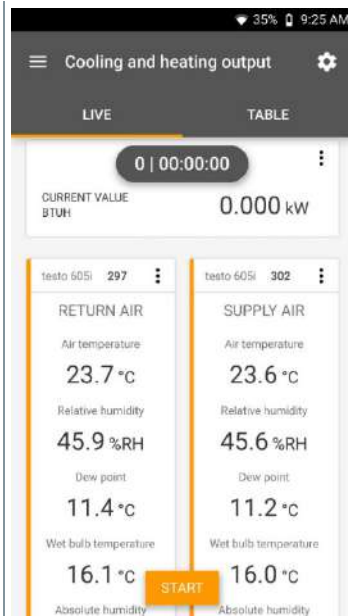 35% 9:25 AM
Cooling and heating output
LIVE TABLE
0 | 00:00:00
CURRENT VALUE
BTUH
0.000 kW
testo 605i 297
RETURN AIR
Air temperature
23.7 °C
Relative humidity
45.9 %RH
Dew point
11.4 °C
Wet bulb temperature
16.1 °C
Absolute humidity
testo 605i 302
SUPPLY AIR
Air temperature
23.6 °C
Relative humidity
45.6 %RH
Dew point
11.2 °C
Wet bulb temperature
16.0 °C
Absolute humidity
START